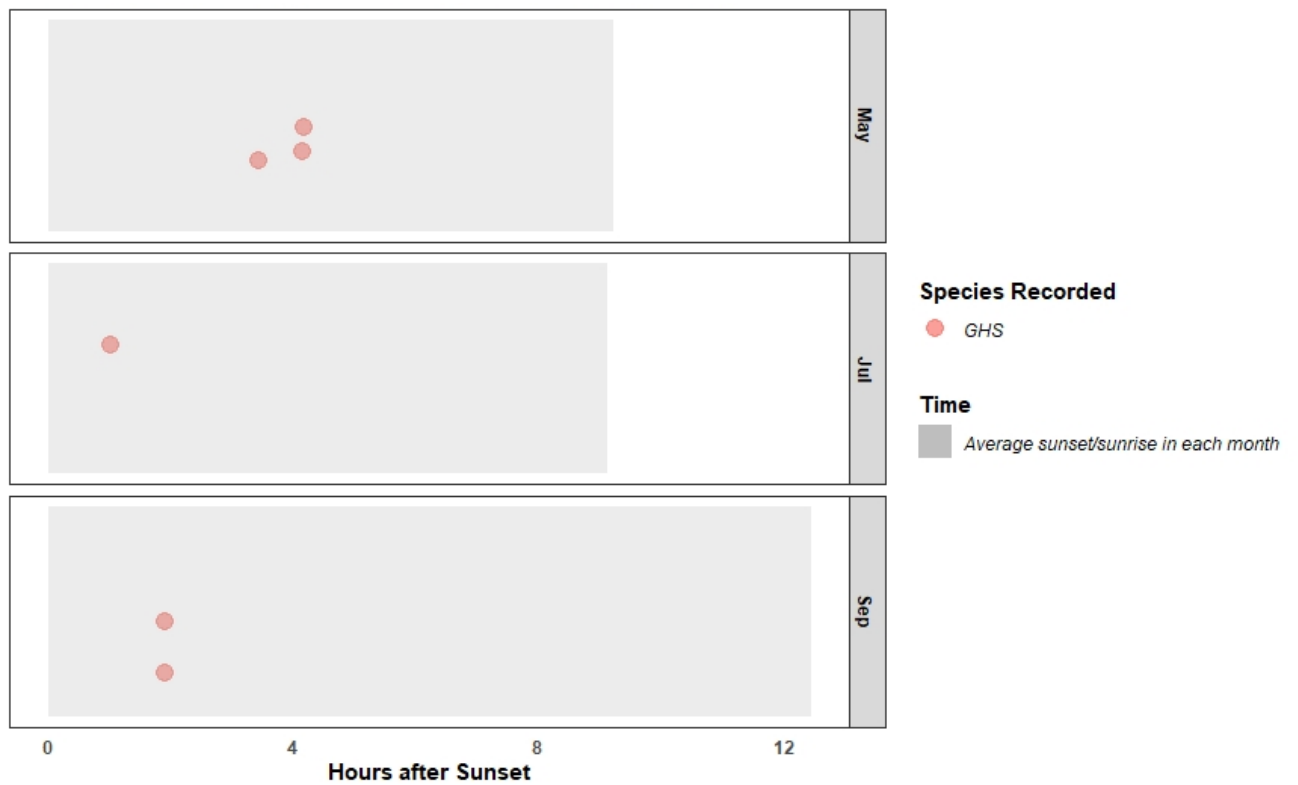 May
Jul
Sep
0 4 8 12
Hours after Sunset
Species Recorded
GHS
Time
Average sunset/sunrise in each month